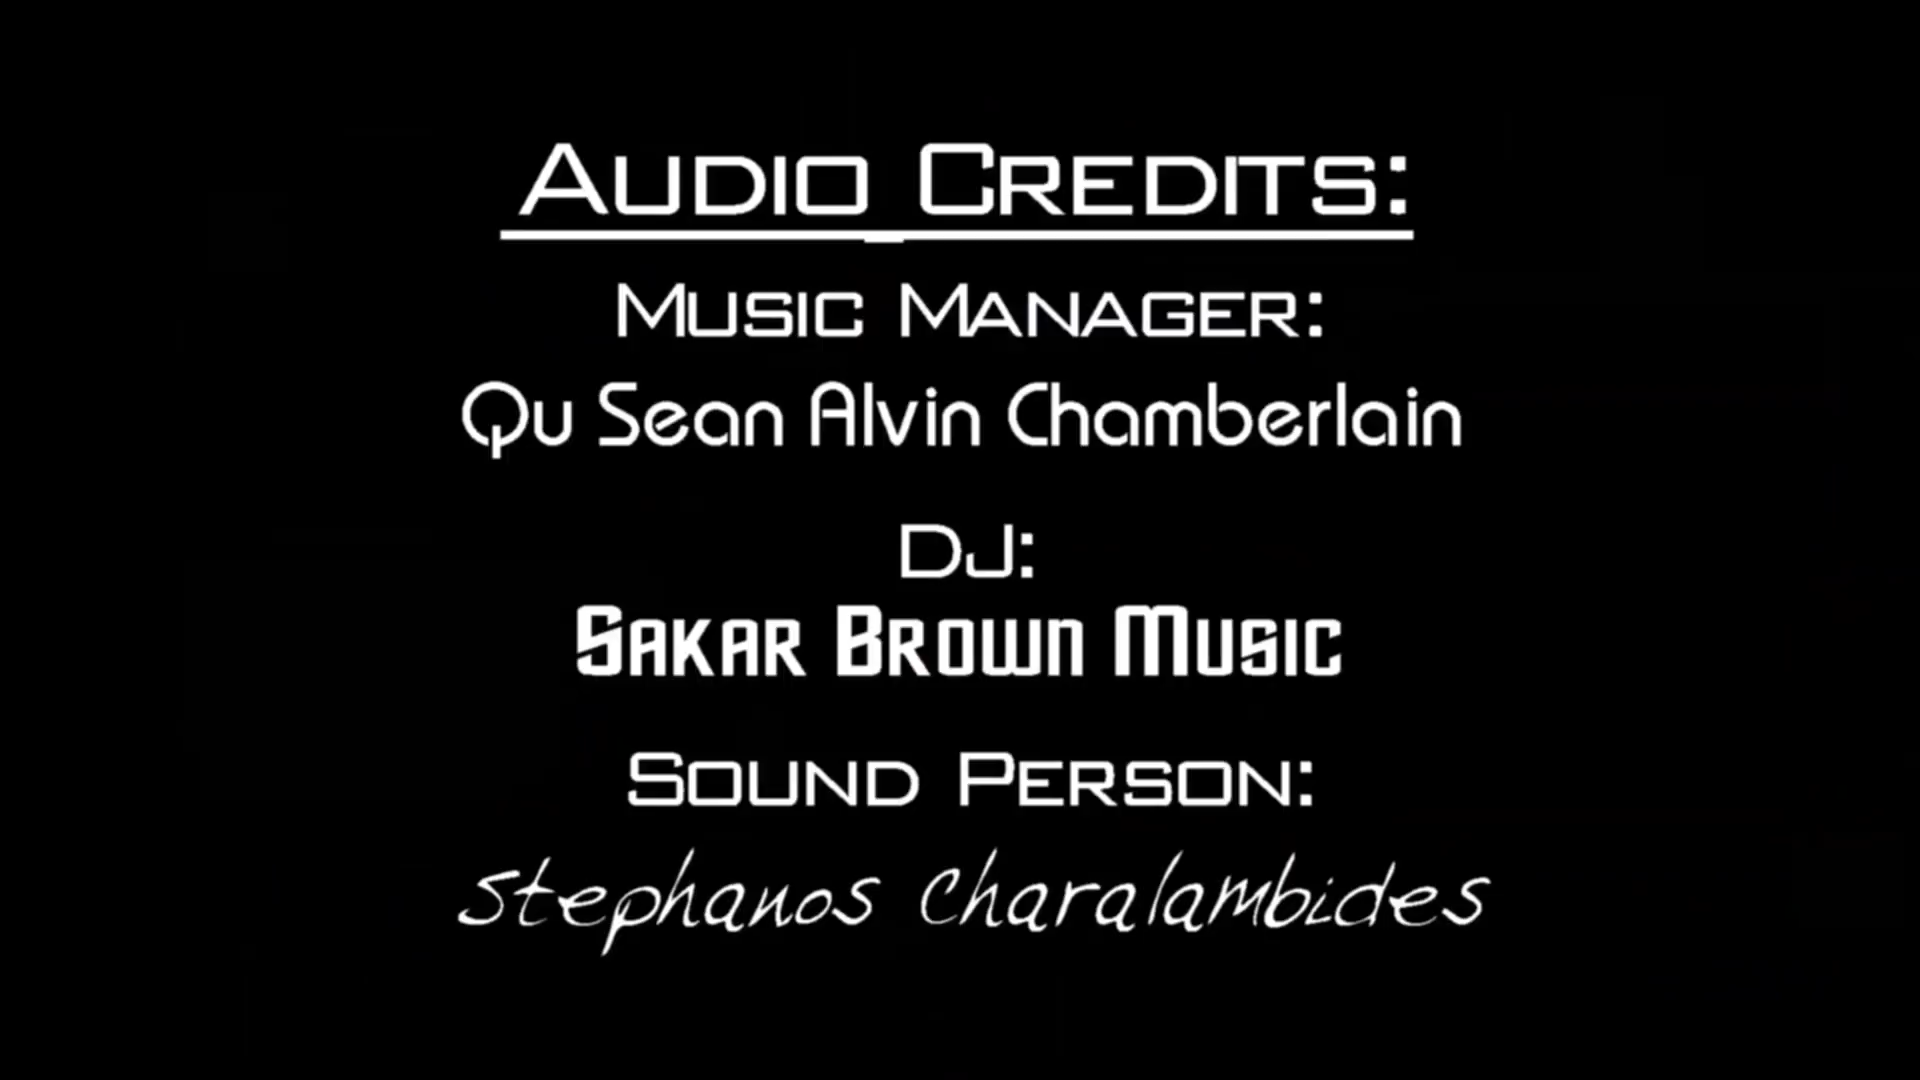 Audio Credits:
Music Manager:
Qu Sean Alvin Chamberlain
DJ:
Sakar Brown Music
Sound Person:
Stephanos Charalambides